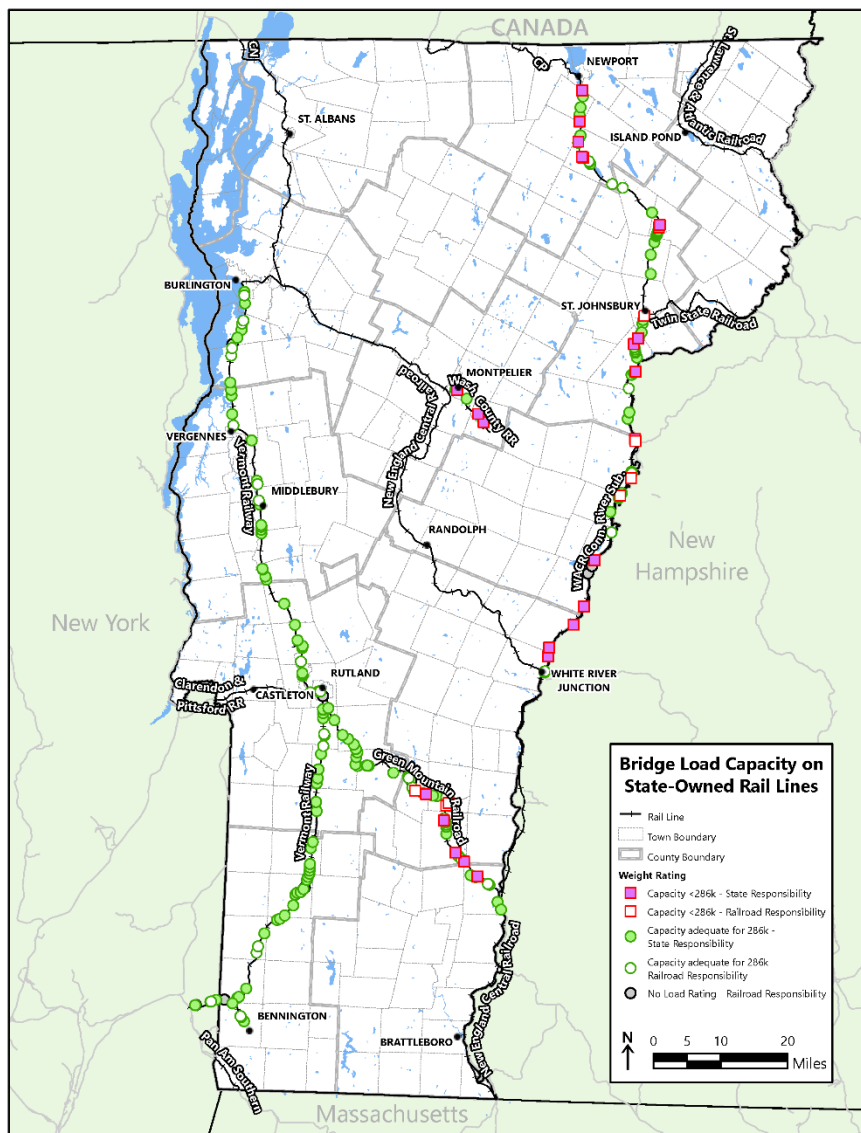 CANADA
CN
CP
NEWPORT
St. Lawrence & Atlantic Railroad
ST. ALBANS
ISLAND POND
BURLINGTON
ST. JOHNSBURY
Twin State Railroad
MONTPELIER
Wash County RR
New England Central Railroad
VERGENNES
Vermont Railway
MIDDLEBURY
WACR Conn. River Sub.
RANDOLPH
New
Hampshire
New York
WHITE RIVER
JUNCTION
Clarendon &
Pittsford RR
CASTLETON
RUTLAND
Green Mountain Railroad
Vermont Railway
New England Central Railroad
BENNINGTON
BRATTLEBORO
Pan Am Southern
Massachusetts
Bridge Load Capacity on
State-Owned Rail Lines
Rail Line
Town Boundary
County Boundary
Weight Rating
Capacity <286k - State Responsibility
Capacity <286k - Railroad Responsibility
Capacity adequate for 286k -
State Responsibility
Capacity adequate for 286k
Railroad Responsibility
No Load Rating Railroad Responsibility
N
0 5 10 20
Miles